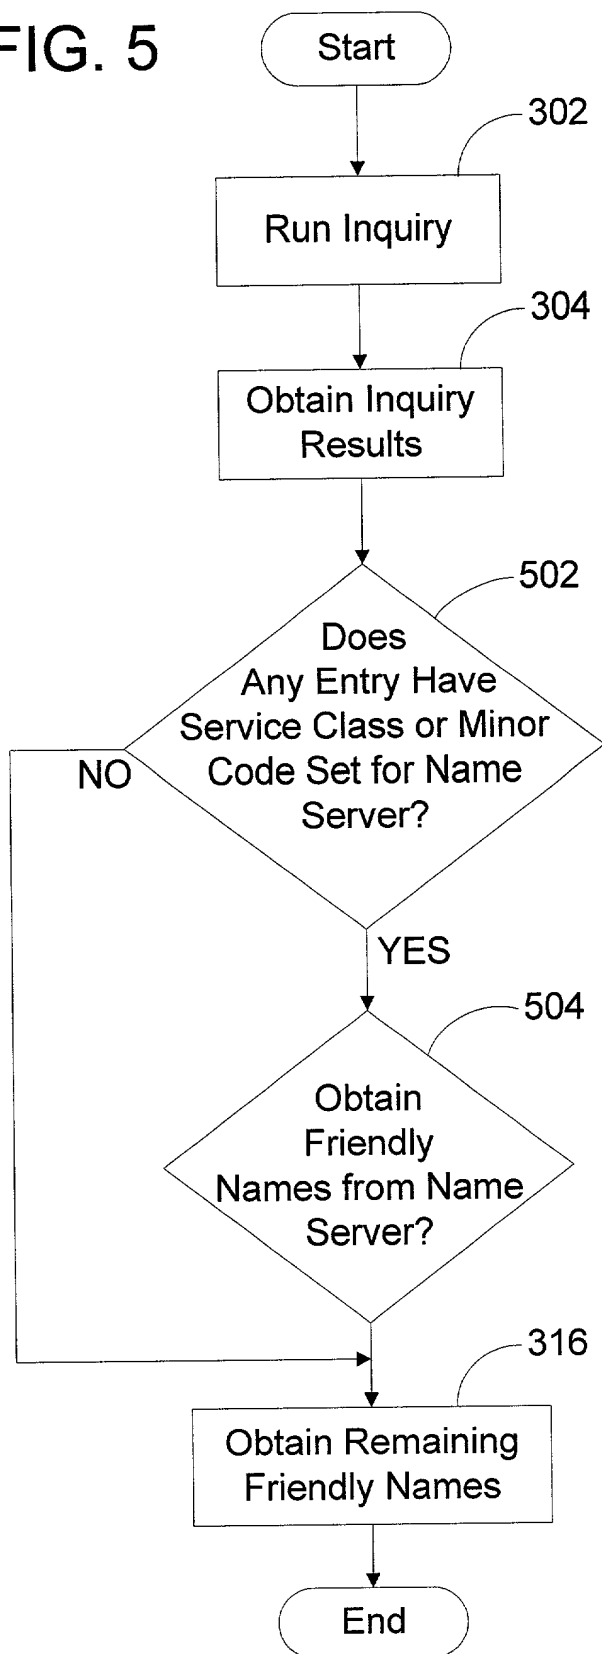 FIG. 5
Start
302
Run Inquiry
304
Obtain Inquiry
Results
502
Does
Any Entry Have
Service Class or Minor
Code Set for Name
Server?
NO
YES
504
Obtain
Friendly
Names from Name
Server?
316
Obtain Remaining
Friendly Names
End